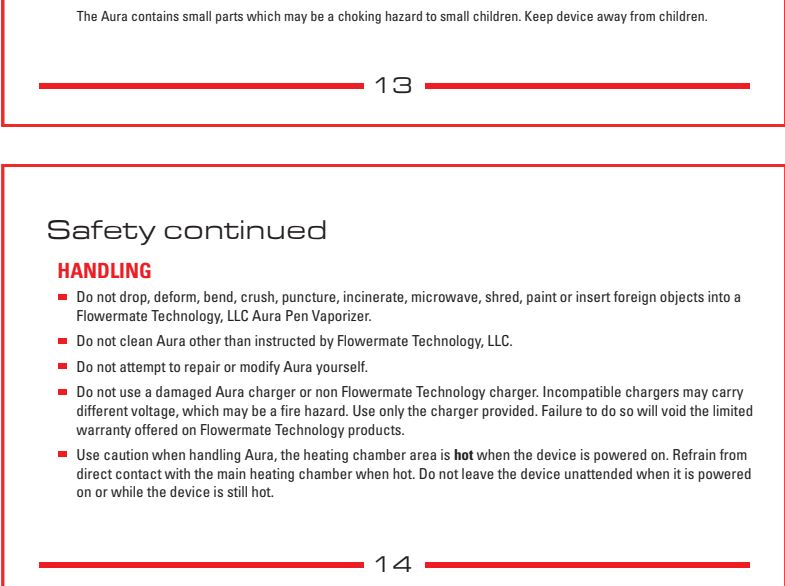 The Aura contains small parts which may be a choking hazard to small children. Keep device away from children.
13
Safety continued
HANDLING
Do not drop, deform, bend, crush, puncture, incinerate, microwave, shred, paint or insert foreign objects into a
Flowermate Technology, LLC Aura Pen Vaporizer.
Do not clean Aura other than instructed by Flowermate Technology, LLC.
Do not attempt to repair or modify Aura yourself.
Do not use a damaged Aura charger or non Flowermate Technology charger. Incompatible chargers may carry
different voltage, which may be a fire hazard. Use only the charger provided. Failure to do so will void the limited
warranty offered on Flowermate Technology products.
Use caution when handling Aura, the heating chamber area is hot when the device is powered on. Refrain from
direct contact with the main heating chamber when hot. Do not leave the device unattended when it is powered
on or while the device is still hot.
14